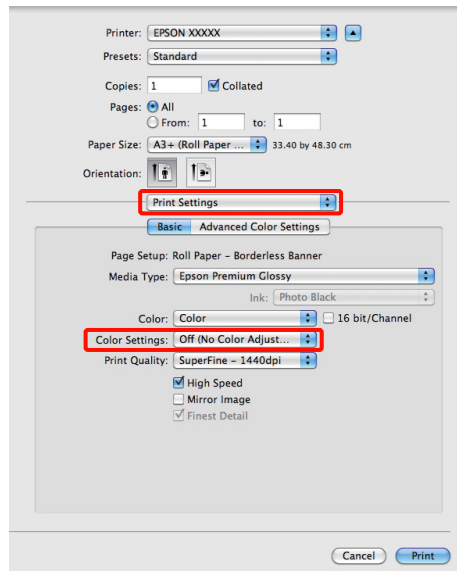 Printer: EPSON XXXXX
Presets: Standard
Copies: 1 Collated
Pages: All
From: 1 to: 1
Paper Size: A3+ (Roll Paper ... 33.40 by 48.30 cm
Orientation:
Print Settings
Basic Advanced Color Settings
Page Setup: Roll Paper – Borderless Banner
Media Type: Epson Premium Glossy
Ink: Photo Black
Color: Color 16 bit/Channel
Color Settings: Off (No Color Adjust...
Print Quality: SuperFine – 1440dpi
High Speed
Mirror Image
Finest Detail
Cancel Print